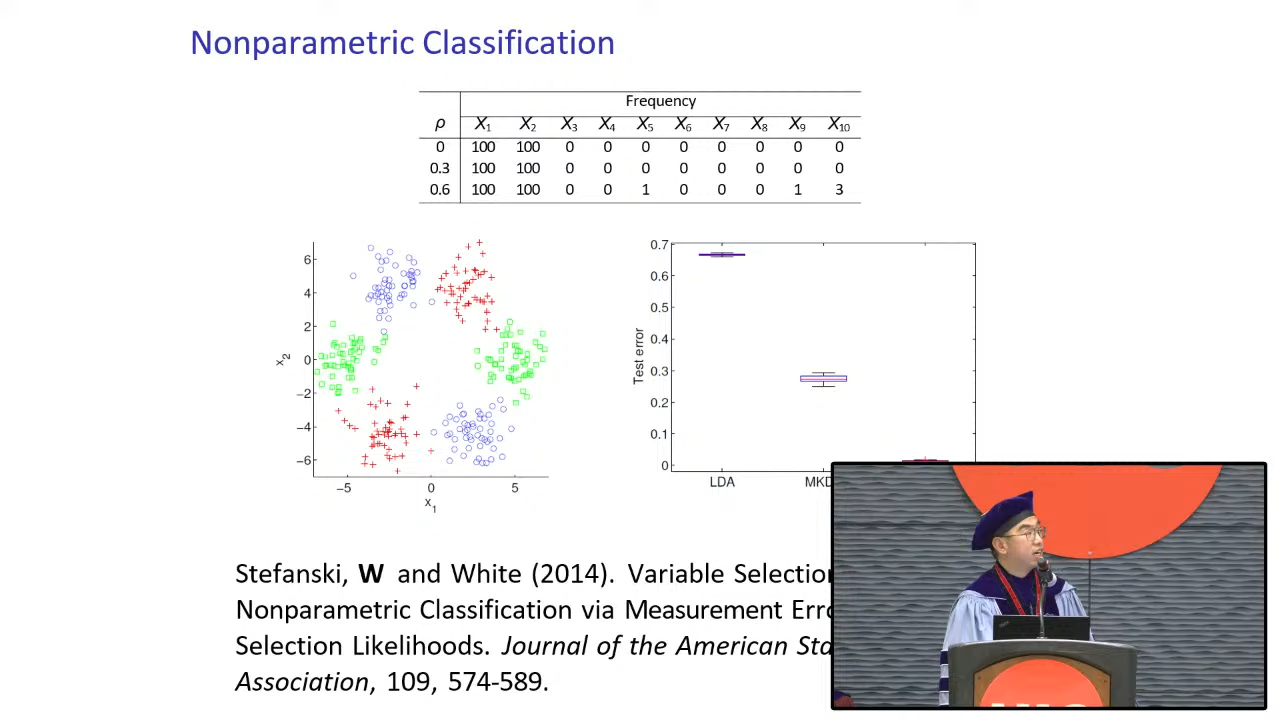 Nonparametric Classification
Frequency
ρ X1 X2 X3 X4 X5 X6 X7 X8 X9 X10
0 100 100 0 0 0 0 0 0 0 0
0.3 100 100 0 0 0 0 0 0 0 0
0.6 100 100 0 0 1 0 0 0 1 3
6
4
2
0
−2
−4
−6
x2
−5 0 5
x1
0.7
0.6
0.5
0.4
0.3
0.2
0.1
0
Test error
LDA
Stefanski, W and White (2014). Variable Selection
Nonparametric Classification via Measurement
Selection Likelihoods. Journal of the American
Association, 109, 574-589.